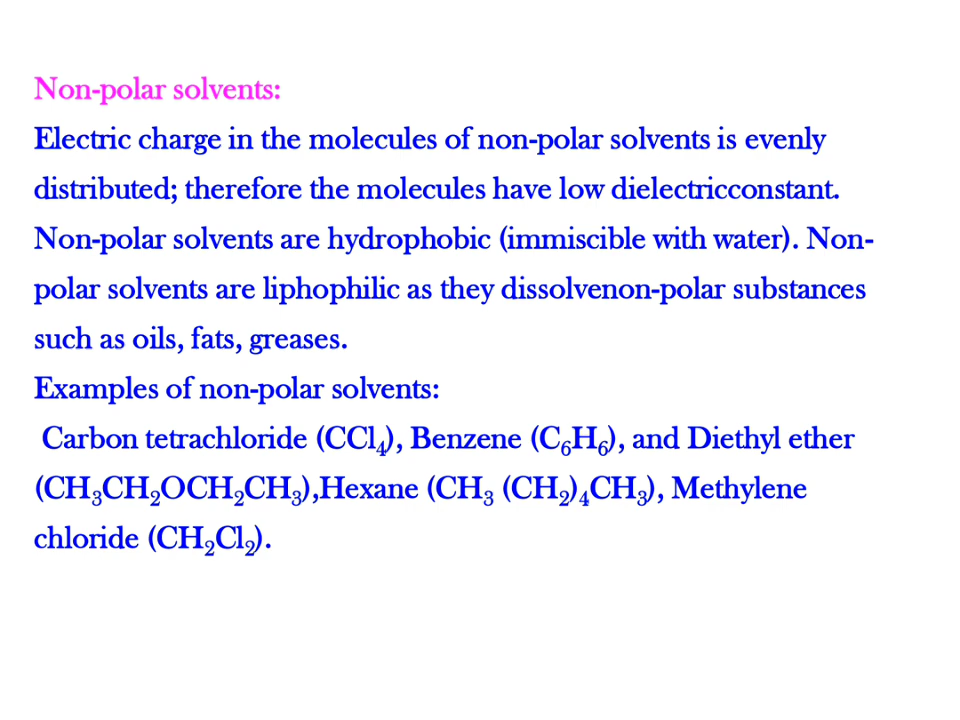 Non-polar solvents:
Electric charge in the molecules of non-polar solvents is evenly
distributed; therefore the molecules have low dielectricconstant.
Non-polar solvents are hydrophobic (immiscible with water). Non-
polar solvents are liphophilic as they dissolvenon-polar substances
such as oils, fats, greases.
Examples of non-polar solvents:
Carbon tetrachloride (CCl₄), Benzene (C₆H₆), and Diethyl ether
(CH₃CH₂OCH₂CH₃),Hexane (CH₃ (CH₂)₄CH₃), Methylene
chloride (CH₂Cl₂).